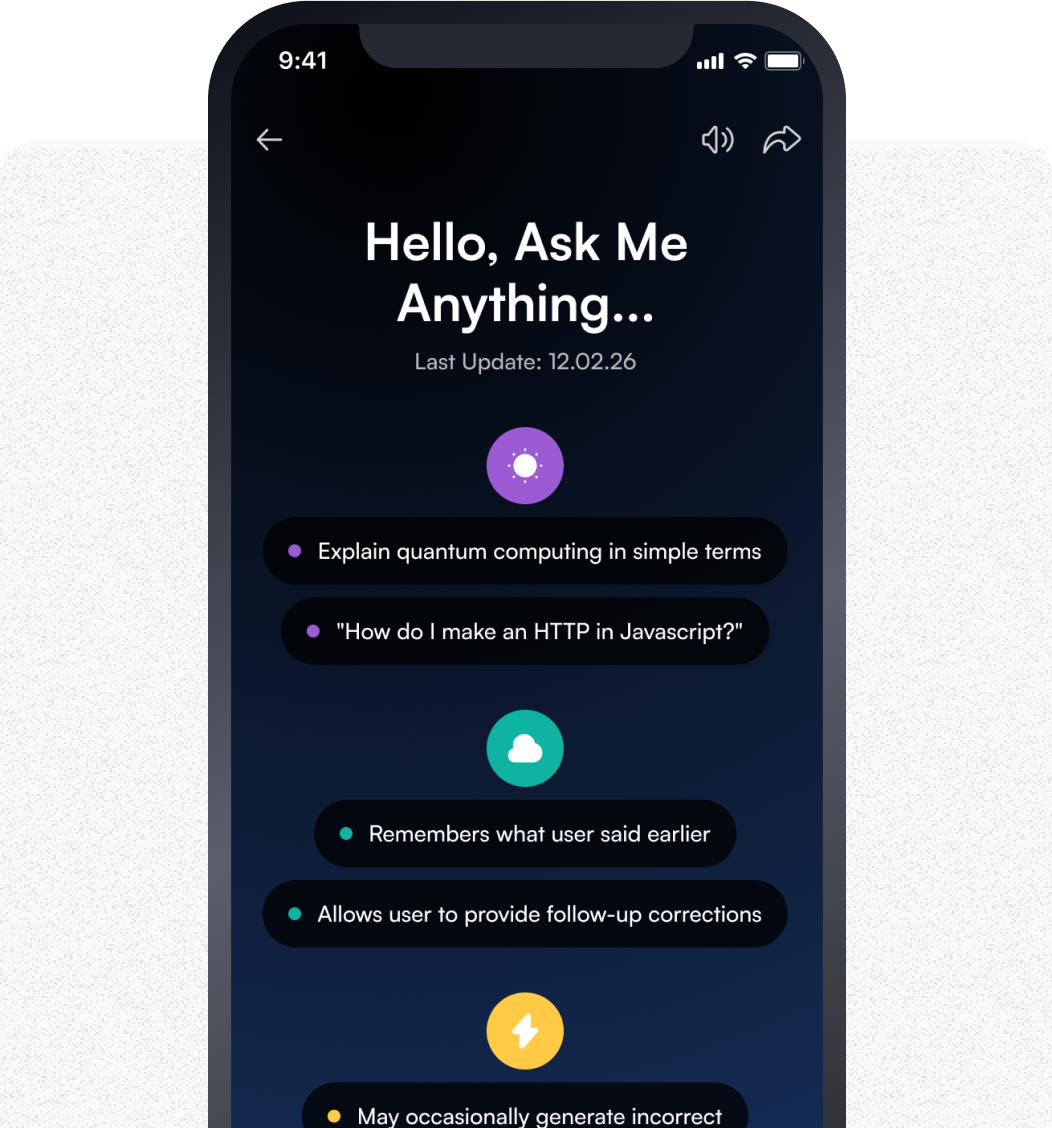 9:41
Hello, Ask Me
Anything...
Last Update: 12.02.26
Explain quantum computing in simple terms
"How do I make an HTTP in Javascript?"
Remembers what user said earlier
Allows user to provide follow-up corrections
May occasionally generate incorrect